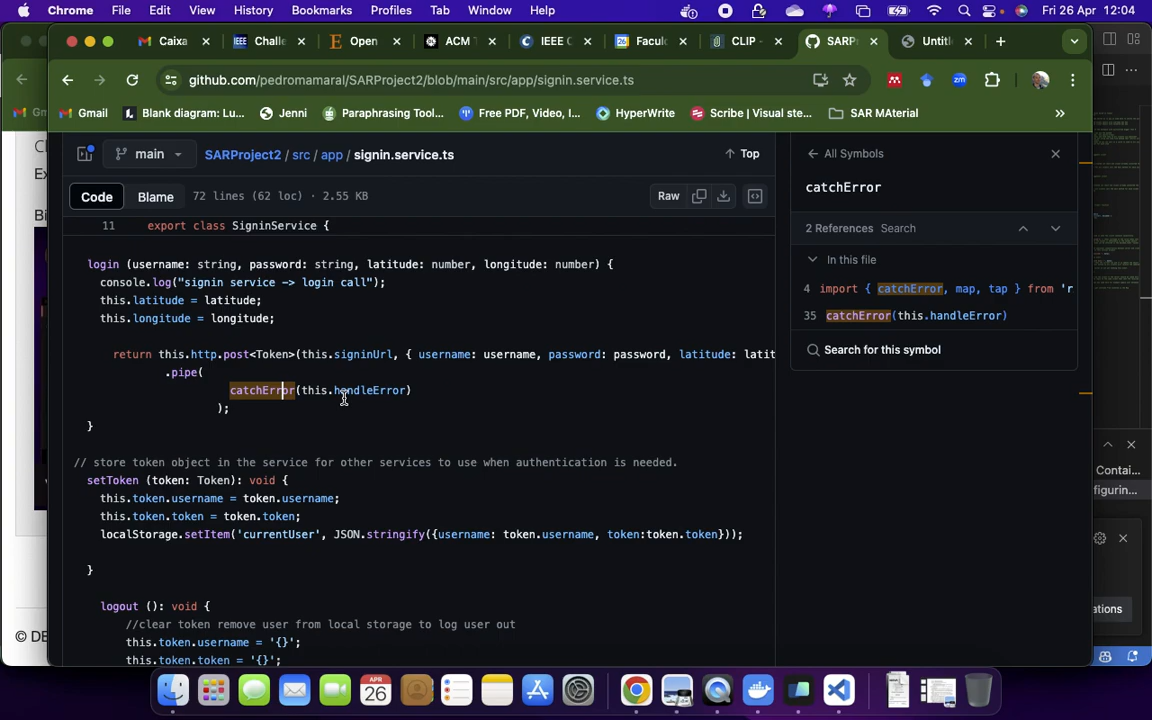 Chrome File Edit View History Bookmarks Profiles Tab Window Help Fri 26 Apr 12:04
Caixa Challe Open ACM T IEEE C Facul CLIP - SARP Untitl
github.com/pedromamaral/SARProject2/blob/main/src/app/signin.service.ts
Gmail Blank diagram: Lu... Jenni Paraphrasing Tool... Free PDF, Video, I... HyperWrite Scribe | Visual ste... SAR MAterial »
main SARProject2 / src / app / signin.service.ts Top
Code Blame 72 lines (62 loc) · 2.55 KB Raw
11 export class SigninService {
login (username: string, password: string, latitude: number, longitude: number) {
console.log("signin service -> login call");
this.latitude = latitude;
this.longitude = longitude;
return this.http.post<Token>(this.signinUrl, { username: username, password: password, latitude: latit
.pipe(
catchError(this.handleError)
);
}
// store token object in the service for other services to use when authentication is needed.
setToken (token: Token): void {
this.token.username = token.username;
this.token.token = token.token;
localStorage.setItem('currentUser', JSON.stringify({username: token.username, token:token.token}));
}
logout (): void {
//clear token remove user from local storage to log user out
this.token.username = '{}';
this.token.token = '{}';
All Symbols
catchError
2 References Search
In this file
4 import { catchError, map, tap } from 'r
35 catchError(this.handleError)
Search for this symbol
Gm
C
Ex
Bi
© DE
Contai...
figurin...
ations